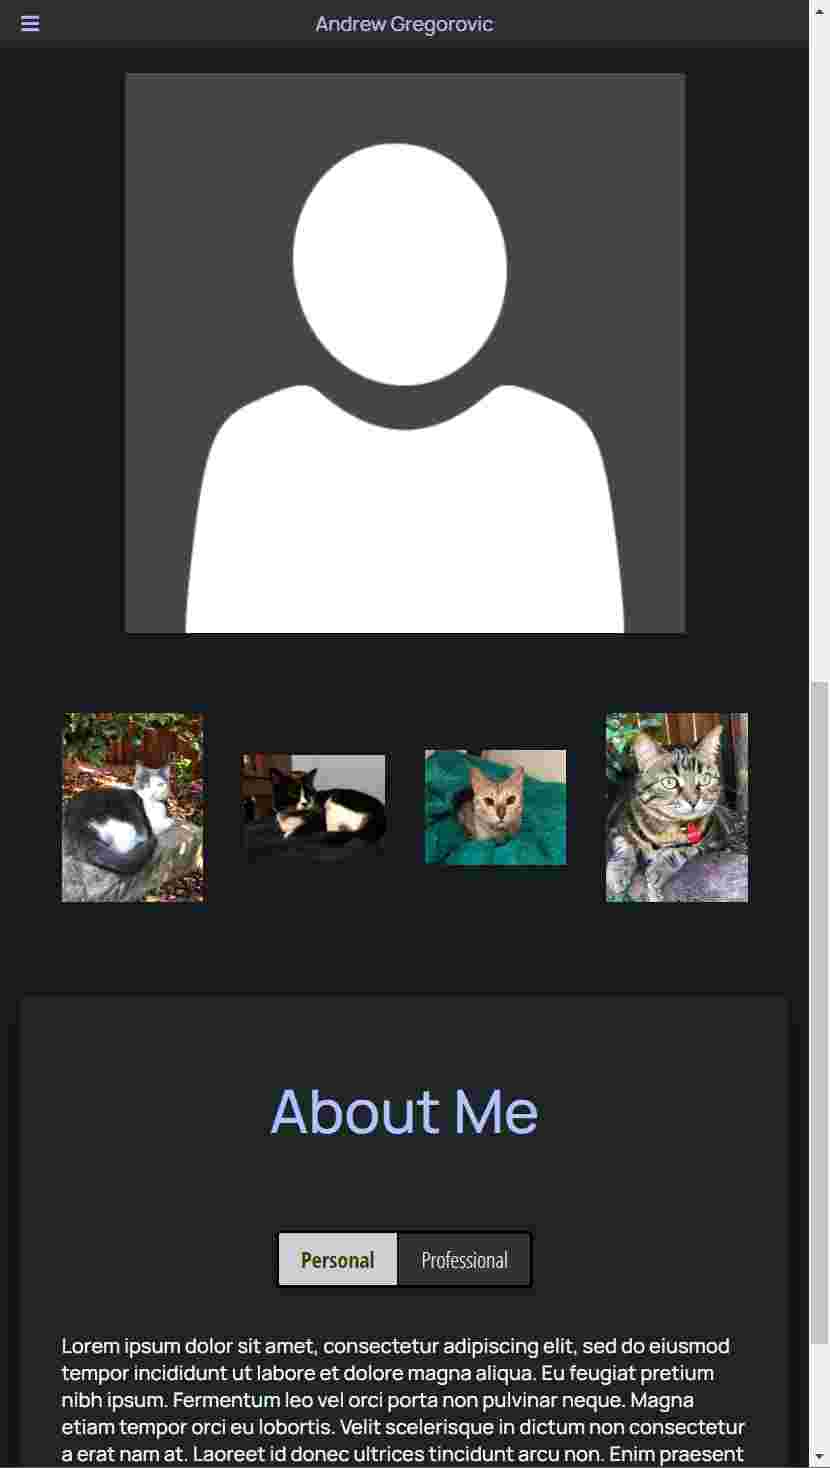 Andrew Gregorovic
About Me
Personal
Professional
Lorem ipsum dolor sit amet, consectetur adipiscing elit, sed do eiusmod
tempor incididunt ut labore et dolore magna aliqua. Eu feugiat pretium
nibh ipsum. Fermentum leo vel orci porta non pulvinar neque. Magna
etiam tempor orci eu lobortis. Velit scelerisque in dictum non consectetur
a erat nam at. Laoreet id donec ultrices tincidunt arcu non. Enim praesent